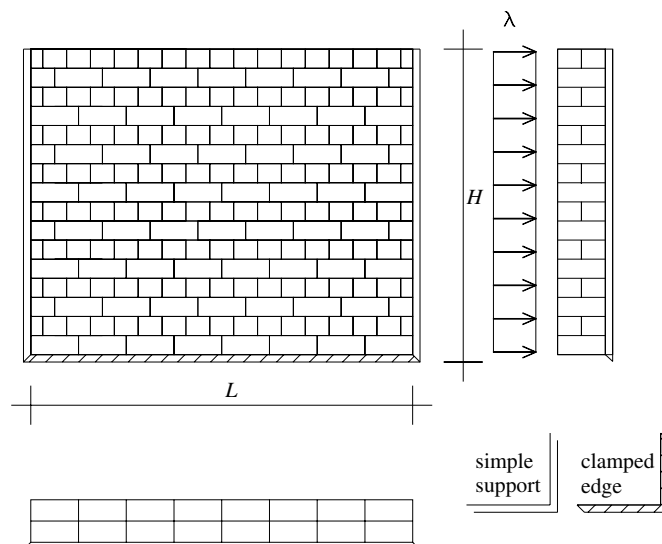 λ
H
L
simple
support
clamped
edge